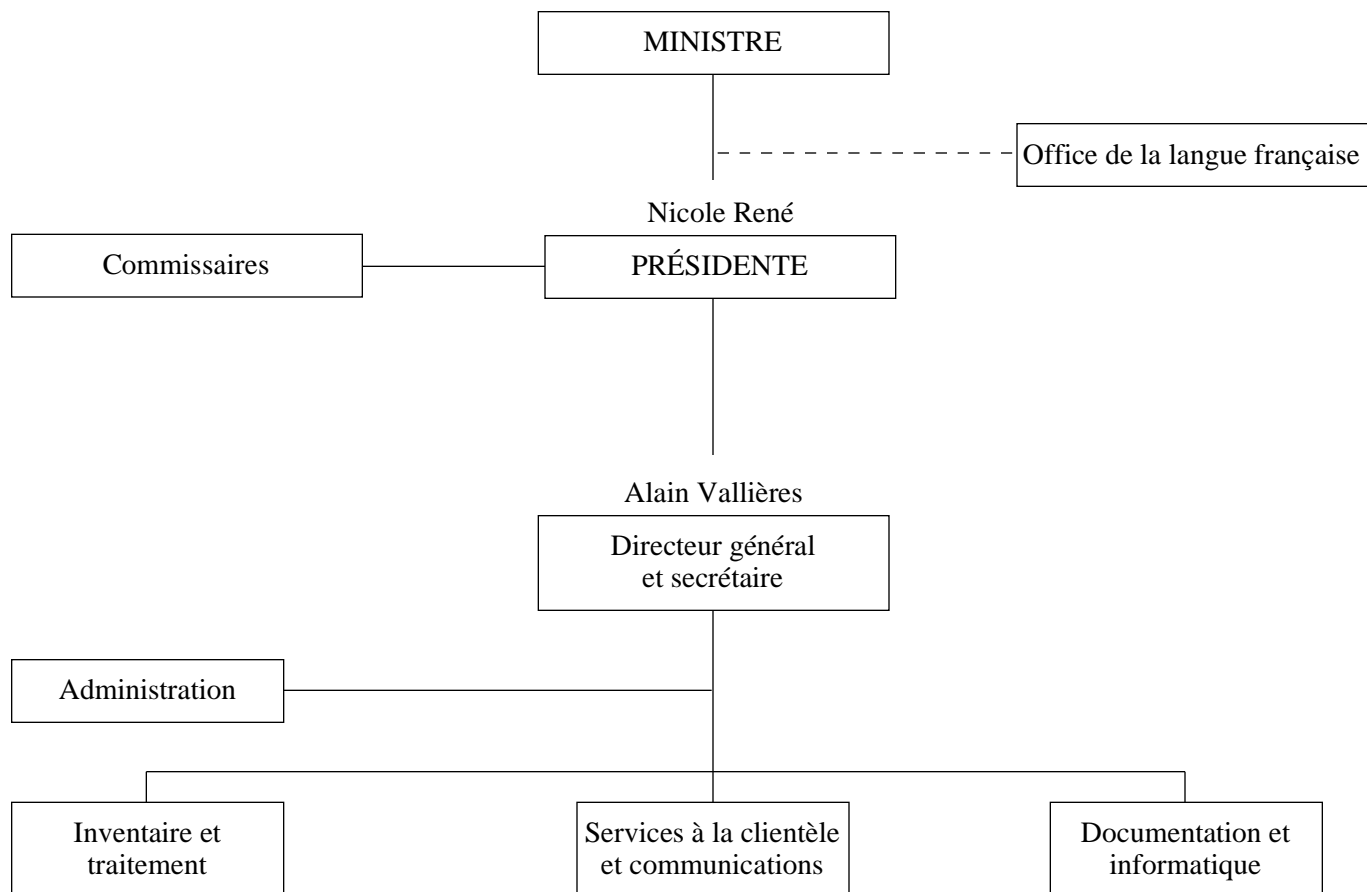 MINISTRE
Office de la langue française
Nicole René
Commissaires
PRÉSIDENTE
Alain Vallières
Directeur général
et secrétaire
Administration
Inventaire et
traitement
Services à la clientèle
et communications
Documentation et
informatique